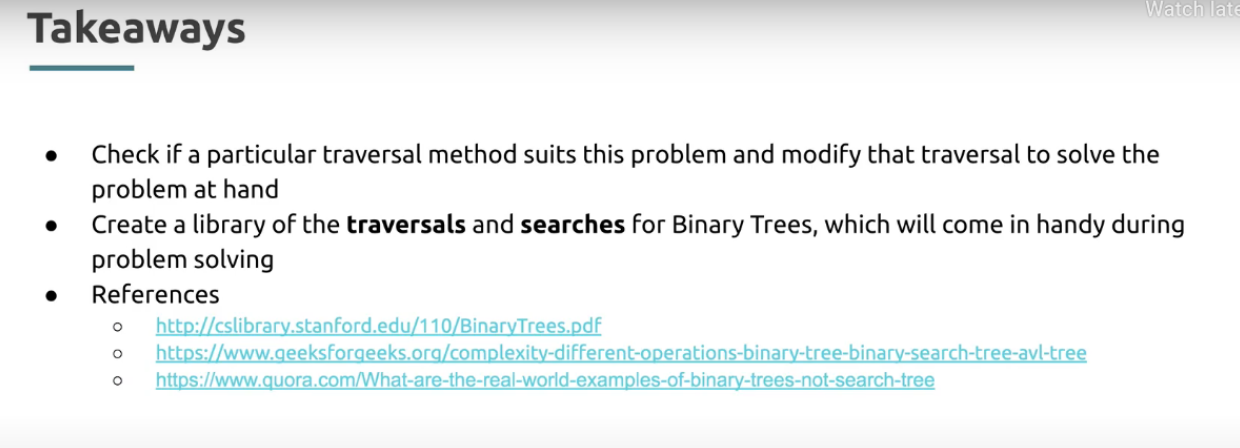 Watch late
Takeaways
● Check if a particular traversal method suits this problem and modify that traversal to solve the
problem at hand
● Create a library of the traversals and searches for Binary Trees, which will come in handy during
problem solving
● References
○ http://cslibrary.stanford.edu/110/BinaryTrees.pdf
○ https://www.geeksforgeeks.org/complexity-different-operations-binary-tree-binary-search-tree-avl-tree
○ https://www.quora.com/What-are-the-real-world-examples-of-binary-trees-not-search-tree